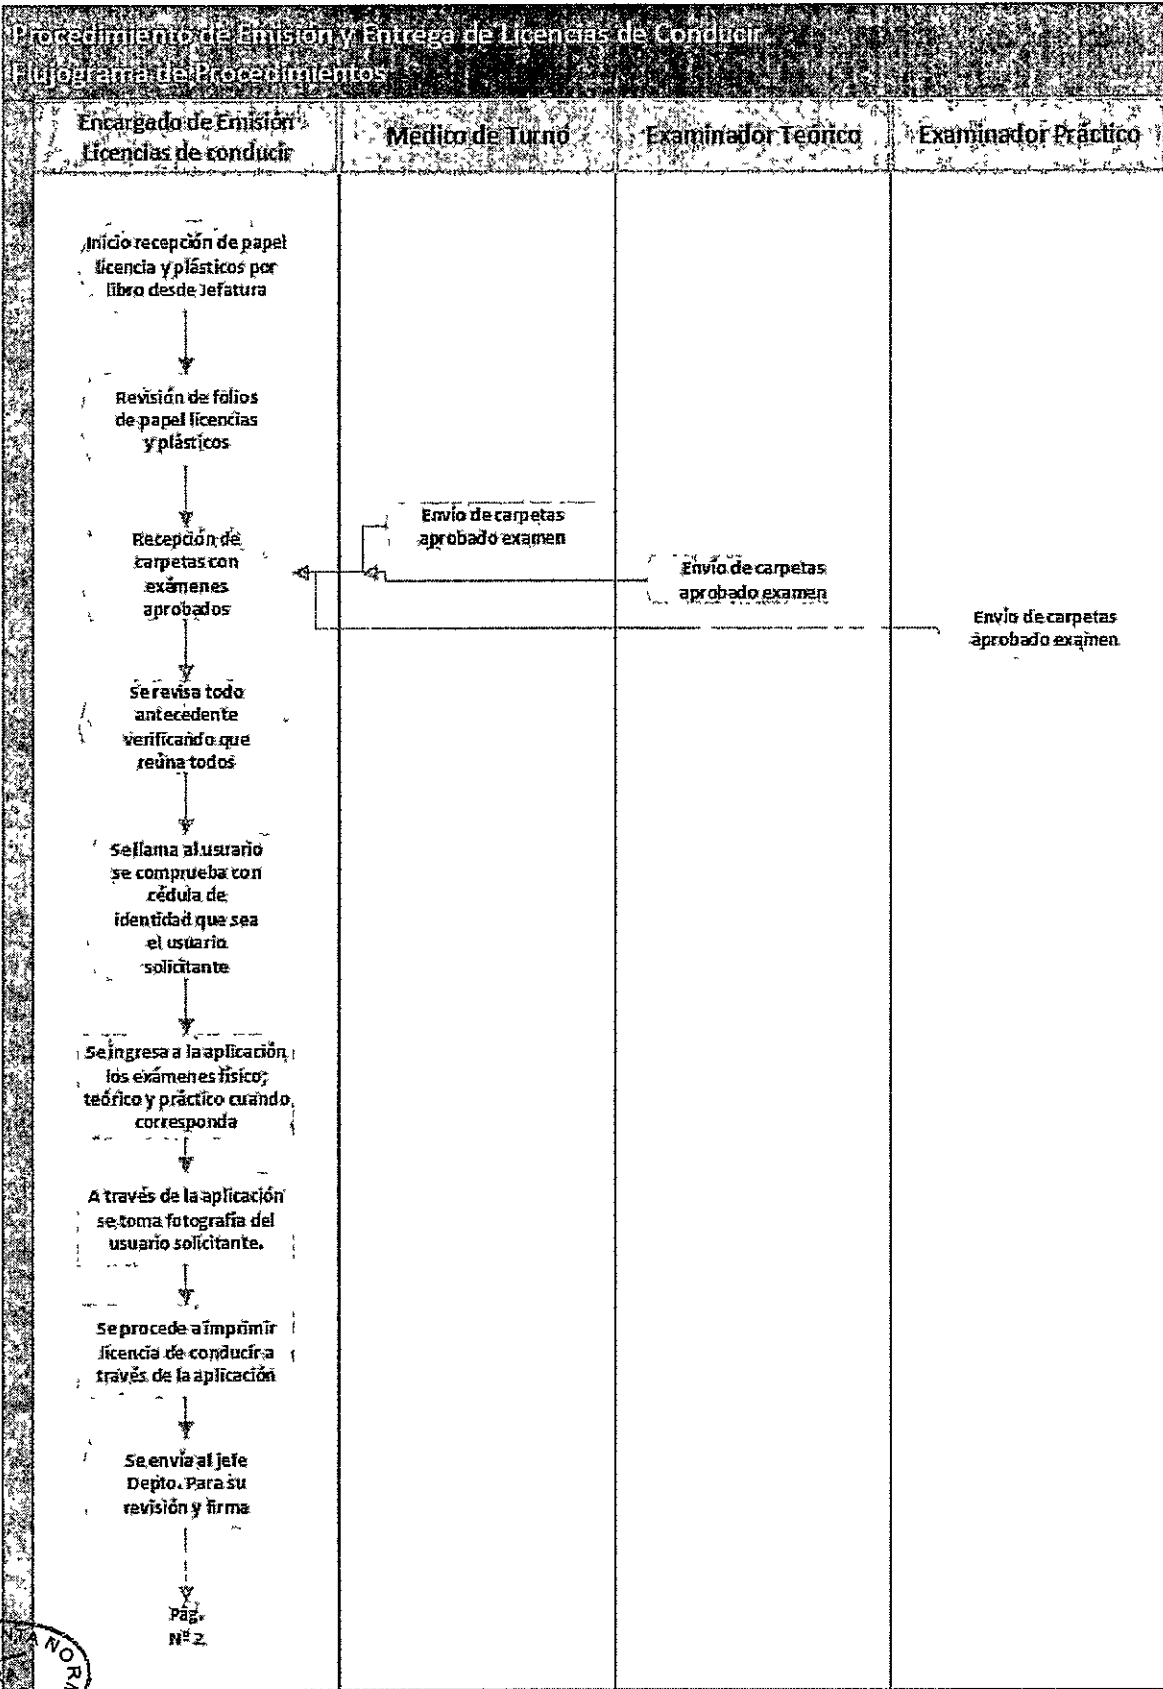 Procedimiento de Emisión y Entrega de Licencias de Conducir
Flujograma de Procedimientos
Encargado de Emisión
Licencias de conducir
Médico de Turno
Examinador Teórico
Examinador Práctico
Inicio recepción de papel
licencia y plásticos por
libro desde Jefatura
Revisión de folios
de papel licencias
y plásticos
Recepción de
carpetas con
exámenes
aprobados
Envío de carpetas
aprobado examen
Envío de carpetas
aprobado examen
Envío de carpetas
aprobado examen
Se revisa todo
antecedente
verificando que
reúna todos
Se llama al usuario
se comprueba con
cédula de
identidad que sea
el usuario
solicitante
Se ingresa a la aplicación
los exámenes físico,
teórico y práctico cuando
corresponda
A través de la aplicación
se toma fotografía del
usuario solicitante.
Se procede a imprimir
licencia de conducir a
través de la aplicación
Se envía al jefe
Depto. Para su
revisión y firma
Pág.
Nº 2
NTA NOR